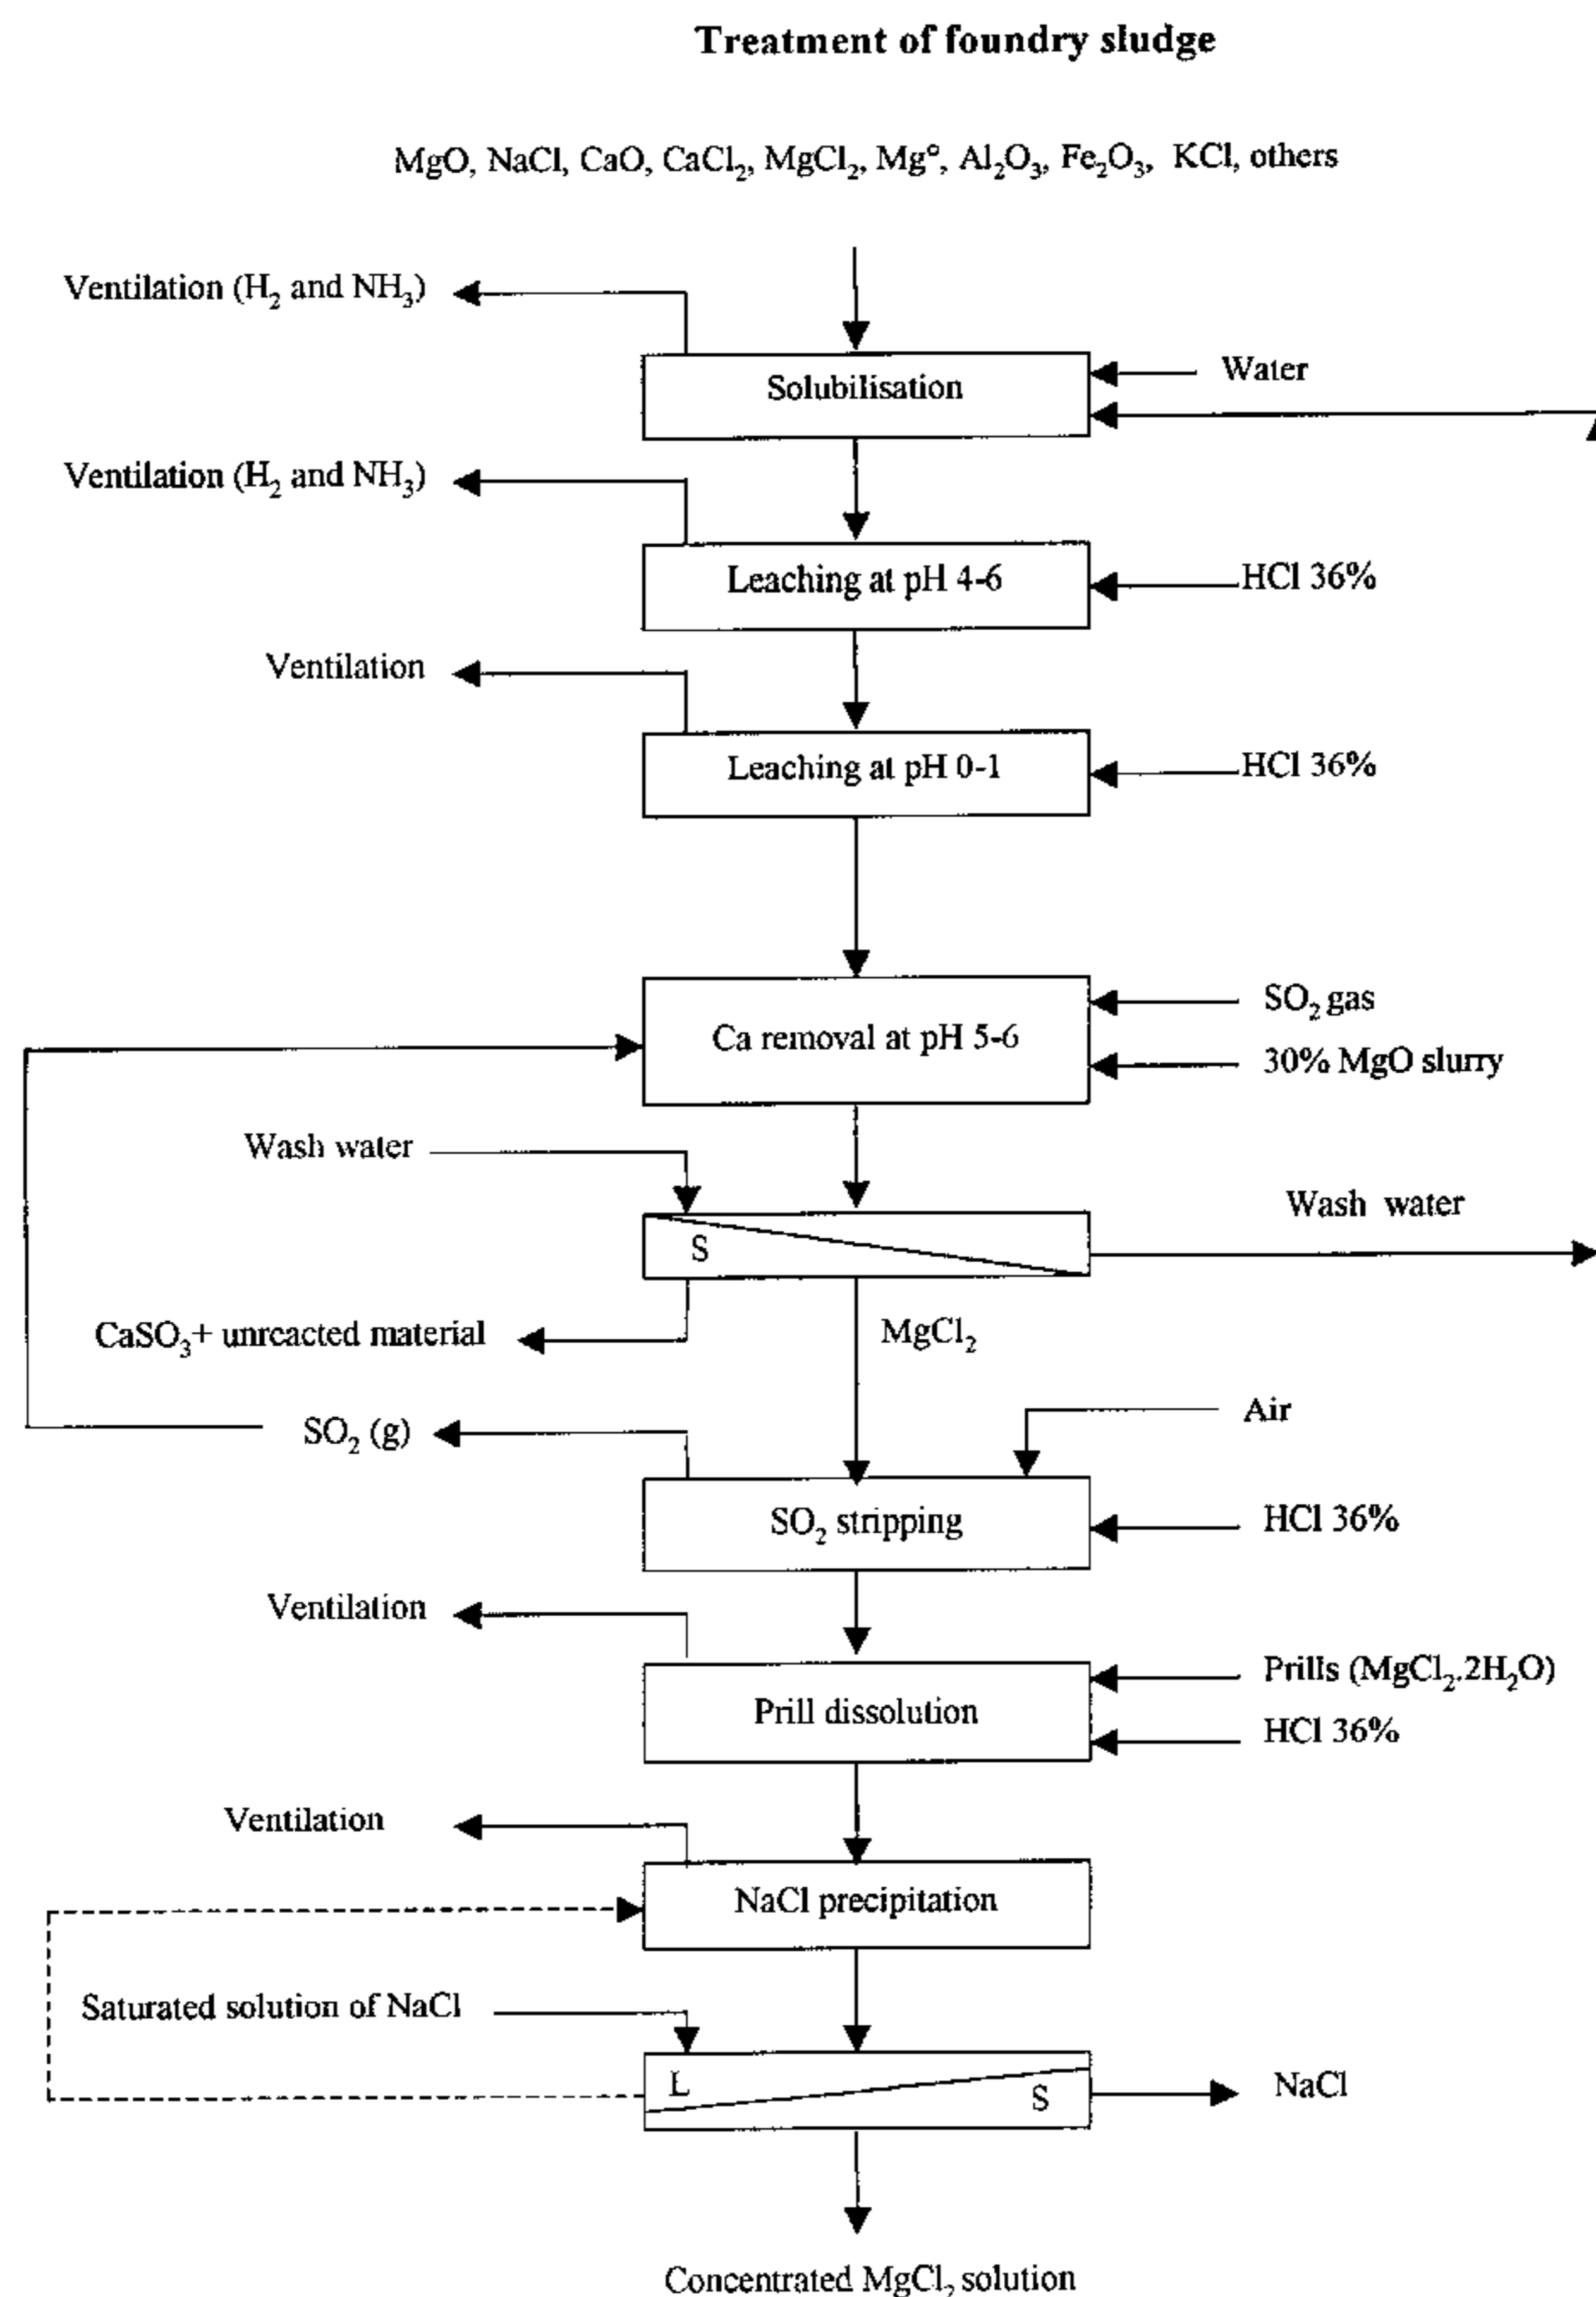 Treatment of foundry sludge
MgO, NaCl, CaO, CaCl₂, MgCl₂, Mg°, Al₂O₃, Fe₂O₃, KCl, others
Ventilation (H₂ and NH₃)
Solubilisation
Water
Ventilation (H₂ and NH₃)
Leaching at pH 4-6
HCl 36%
Ventilation
Leaching at pH 0-1
HCl 36%
SO₂ gas
Ca removal at pH 5-6
30% MgO slurry
Wash water
Wash water
S
CaSO₃+ unreacted material
MgCl₂
Air
SO₂ (g)
SO₂ stripping
HCl 36%
Ventilation
Prills (MgCl₂.2H₂O)
Prill dissolution
HCl 36%
Ventilation
NaCl precipitation
Saturated solution of NaCl
L
S
NaCl
Concentrated MgCl₂ solution